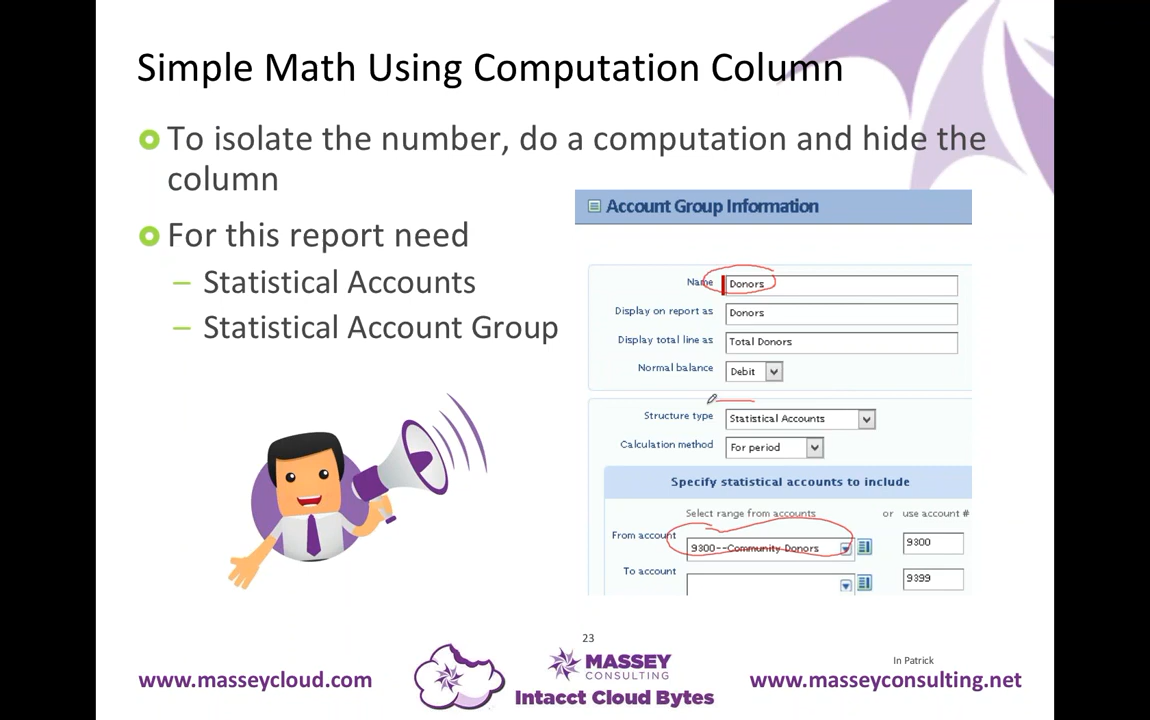 Simple Math Using Computation Column
To isolate the number, do a computation and hide the
column
For this report need
– Statistical Accounts
– Statistical Account Group
Account Group Information
Name Donors
Display on report as Donors
Display total line as Total Donors
Normal balance Debit
Structure type Statistical Accounts
Calculation method For period
Specify statistical accounts to include
Select range from accounts or use account #
From account 9300--Community Donors 9300
To account 9399
23
In Patrick
www.masseycloud.com
MASSEY
CONSULTING
Intacct Cloud Bytes
www.masseyconsulting.net